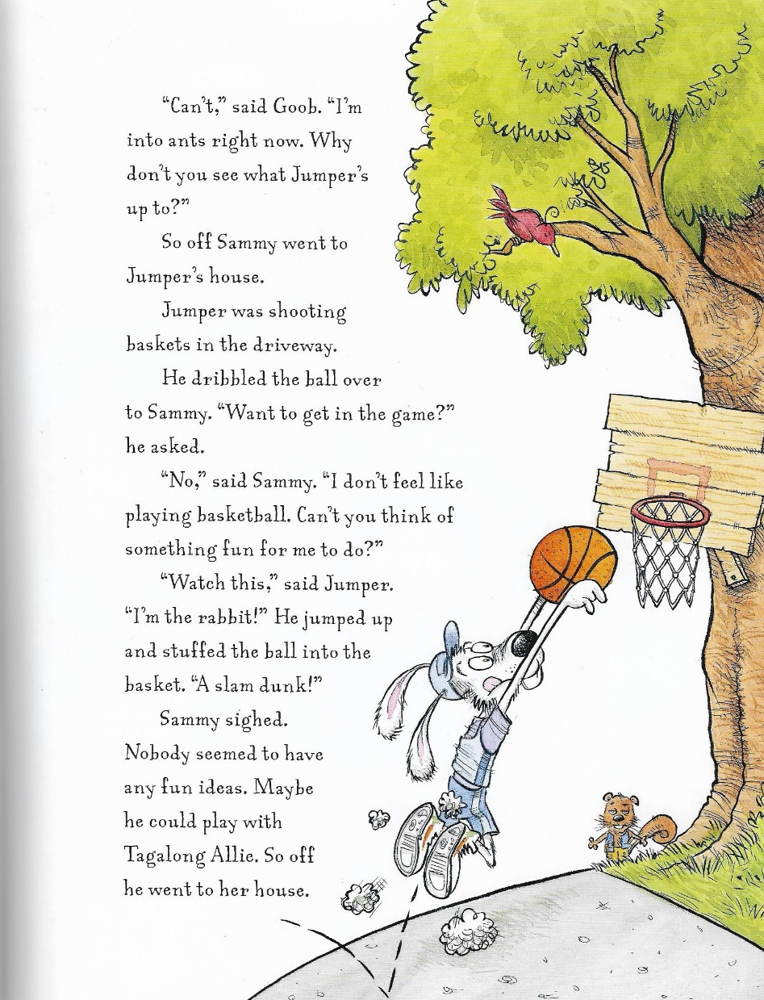 “Can’t,” said Goob. “I’m
into ants right now. Why
don’t you see what Jumper’s
up to?”
So off Sammy went to
Jumper’s house.
Jumper was shooting
baskets in the driveway.
He dribbled the ball over
to Sammy. “Want to get in the game?”
he asked.
“No,” said Sammy. “I don’t feel like
playing basketball. Can’t you think of
something fun for me to do?”
“Watch this,” said Jumper.
“I’m the rabbit!” He jumped up
and stuffed the ball into the
basket. “A slam dunk!”
Sammy sighed.
Nobody seemed to have
any fun ideas. Maybe
he could play with
Tagalong Allie. So off
he went to her house.